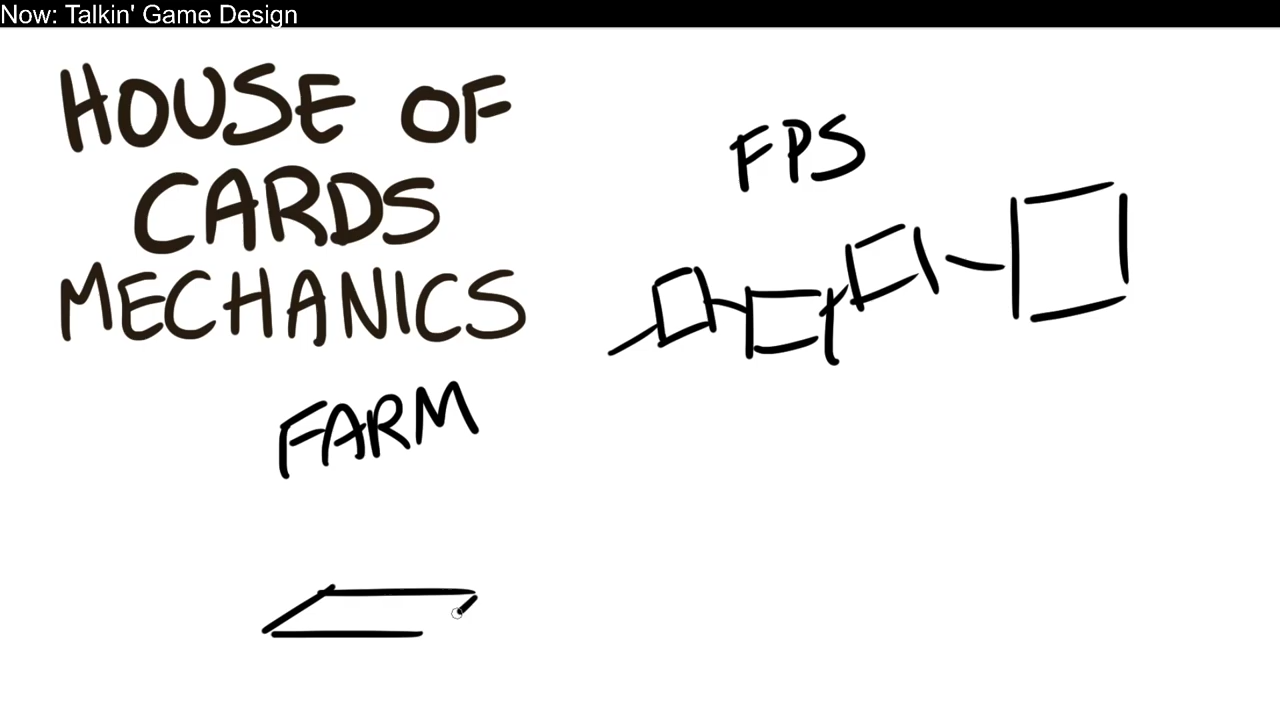 Now: Talkin' Game Design
HOUSE OF
CARDS
MECHANICS
FPS
FARM